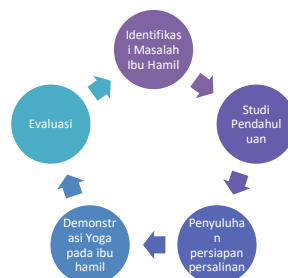 Identifikas
i Masalah
Ibu Hamil
Studi
Pendahul
uan
Penyuluha
n
persiapan
persalinan
Demonstr
asi Yoga
pada ibu
hamil
Evaluasi